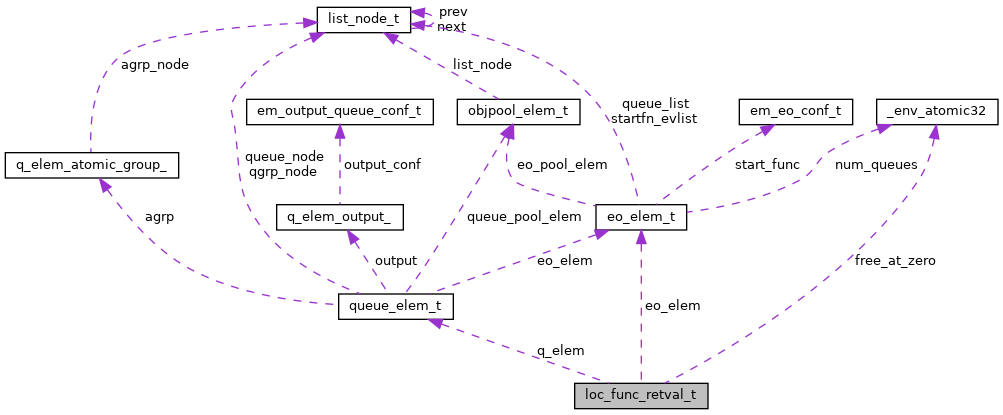 list_node_t
prev
next
agrp_node
list_node
em_output_queue_conf_t
objpool_elem_t
queue_list
startfn_evlist
em_eo_conf_t
_env_atomic32
q_elem_atomic_group_
queue_node
qgrp_node
output_conf
eo_pool_elem
start_func
num_queues
agrp
q_elem_output_
queue_pool_elem
eo_elem_t
output
eo_elem
free_at_zero
queue_elem_t
eo_elem
q_elem
loc_func_retval_t